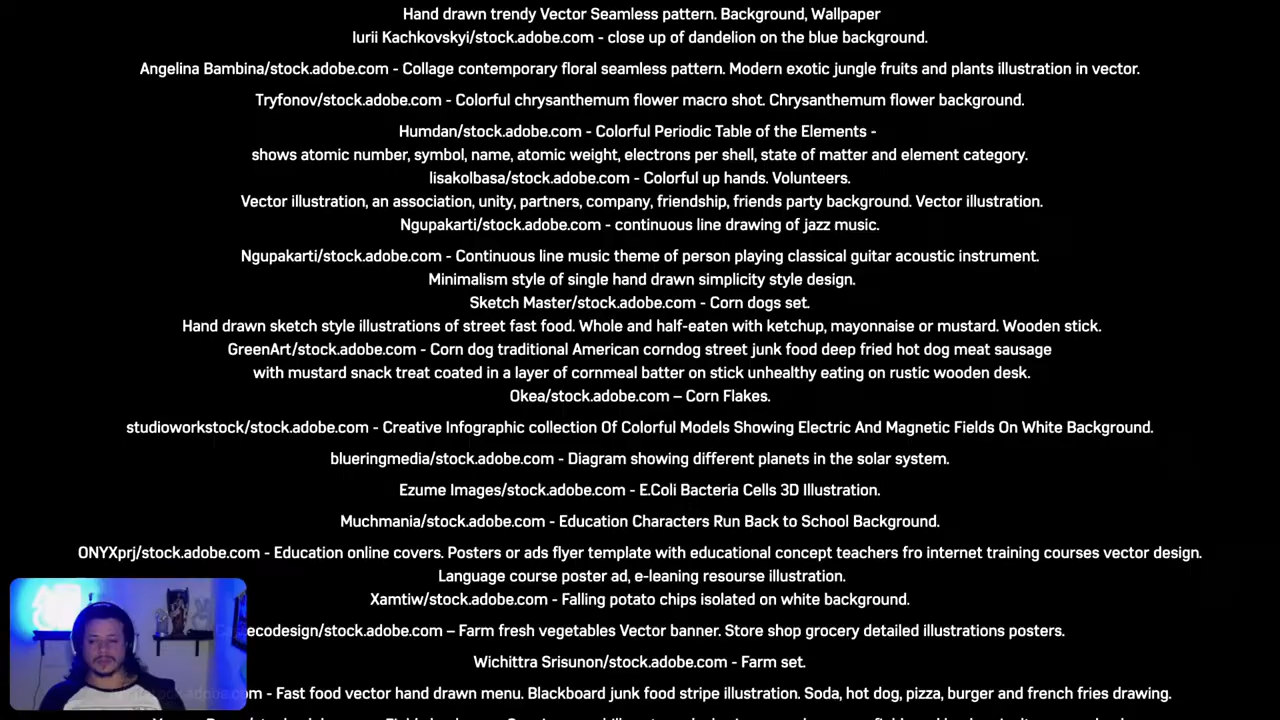 Hand drawn trendy Vector Seamless pattern. Background, Wallpaper
Iurii Kachkovskyi/stock.adobe.com - close up of dandelion on the blue background.
Angelina Bambina/stock.adobe.com - Collage contemporary floral seamless pattern. Modern exotic jungle fruits and plants illustration in vector.
Tryfonov/stock.adobe.com - Colorful chrysanthemum flower macro shot. Chrysanthemum flower background.
Humdan/stock.adobe.com - Colorful Periodic Table of the Elements -
shows atomic number, symbol, name, atomic weight, electrons per shell, state of matter and element category.
lisakolbasa/stock.adobe.com - Colorful up hands. Volunteers.
Vector illustration, an association, unity, partners, company, friendship, friends party background. Vector illustration.
Ngupakarti/stock.adobe.com - continuous line drawing of jazz music.
Ngupakarti/stock.adobe.com - Continuous line music theme of person playing classical guitar acoustic instrument.
Minimalism style of single hand drawn simplicity style design.
Sketch Master/stock.adobe.com - Corn dogs set.
Hand drawn sketch style illustrations of street fast food. Whole and half-eaten with ketchup, mayonnaise or mustard. Wooden stick.
GreenArt/stock.adobe.com - Corn dog traditional American corndog street junk food deep fried hot dog meat sausage
with mustard snack treat coated in a layer of cornmeal batter on stick unhealthy eating on rustic wooden desk.
Okea/stock.adobe.com – Corn Flakes.
studioworkstock/stock.adobe.com - Creative Infographic collection Of Colorful Models Showing Electric And Magnetic Fields On White Background.
blueringmedia/stock.adobe.com - Diagram showing different planets in the solar system.
Ezume Images/stock.adobe.com - E.Coli Bacteria Cells 3D Illustration.
Muchmania/stock.adobe.com - Education Characters Run Back to School Background.
ONYXprj/stock.adobe.com - Education online covers. Posters or ads flyer template with educational concept teachers fro internet training courses vector design.
Language course poster ad, e-leaning resourse illustration.
Xamtiw/stock.adobe.com - Falling potato chips isolated on white background.
ecodesign/stock.adobe.com – Farm fresh vegetables Vector banner. Store shop grocery detailed illustrations posters.
Wichittra Srisunon/stock.adobe.com - Farm set.
om - Fast food vector hand drawn menu. Blackboard junk food stripe illustration. Soda, hot dog, pizza, burger and french fries drawing.